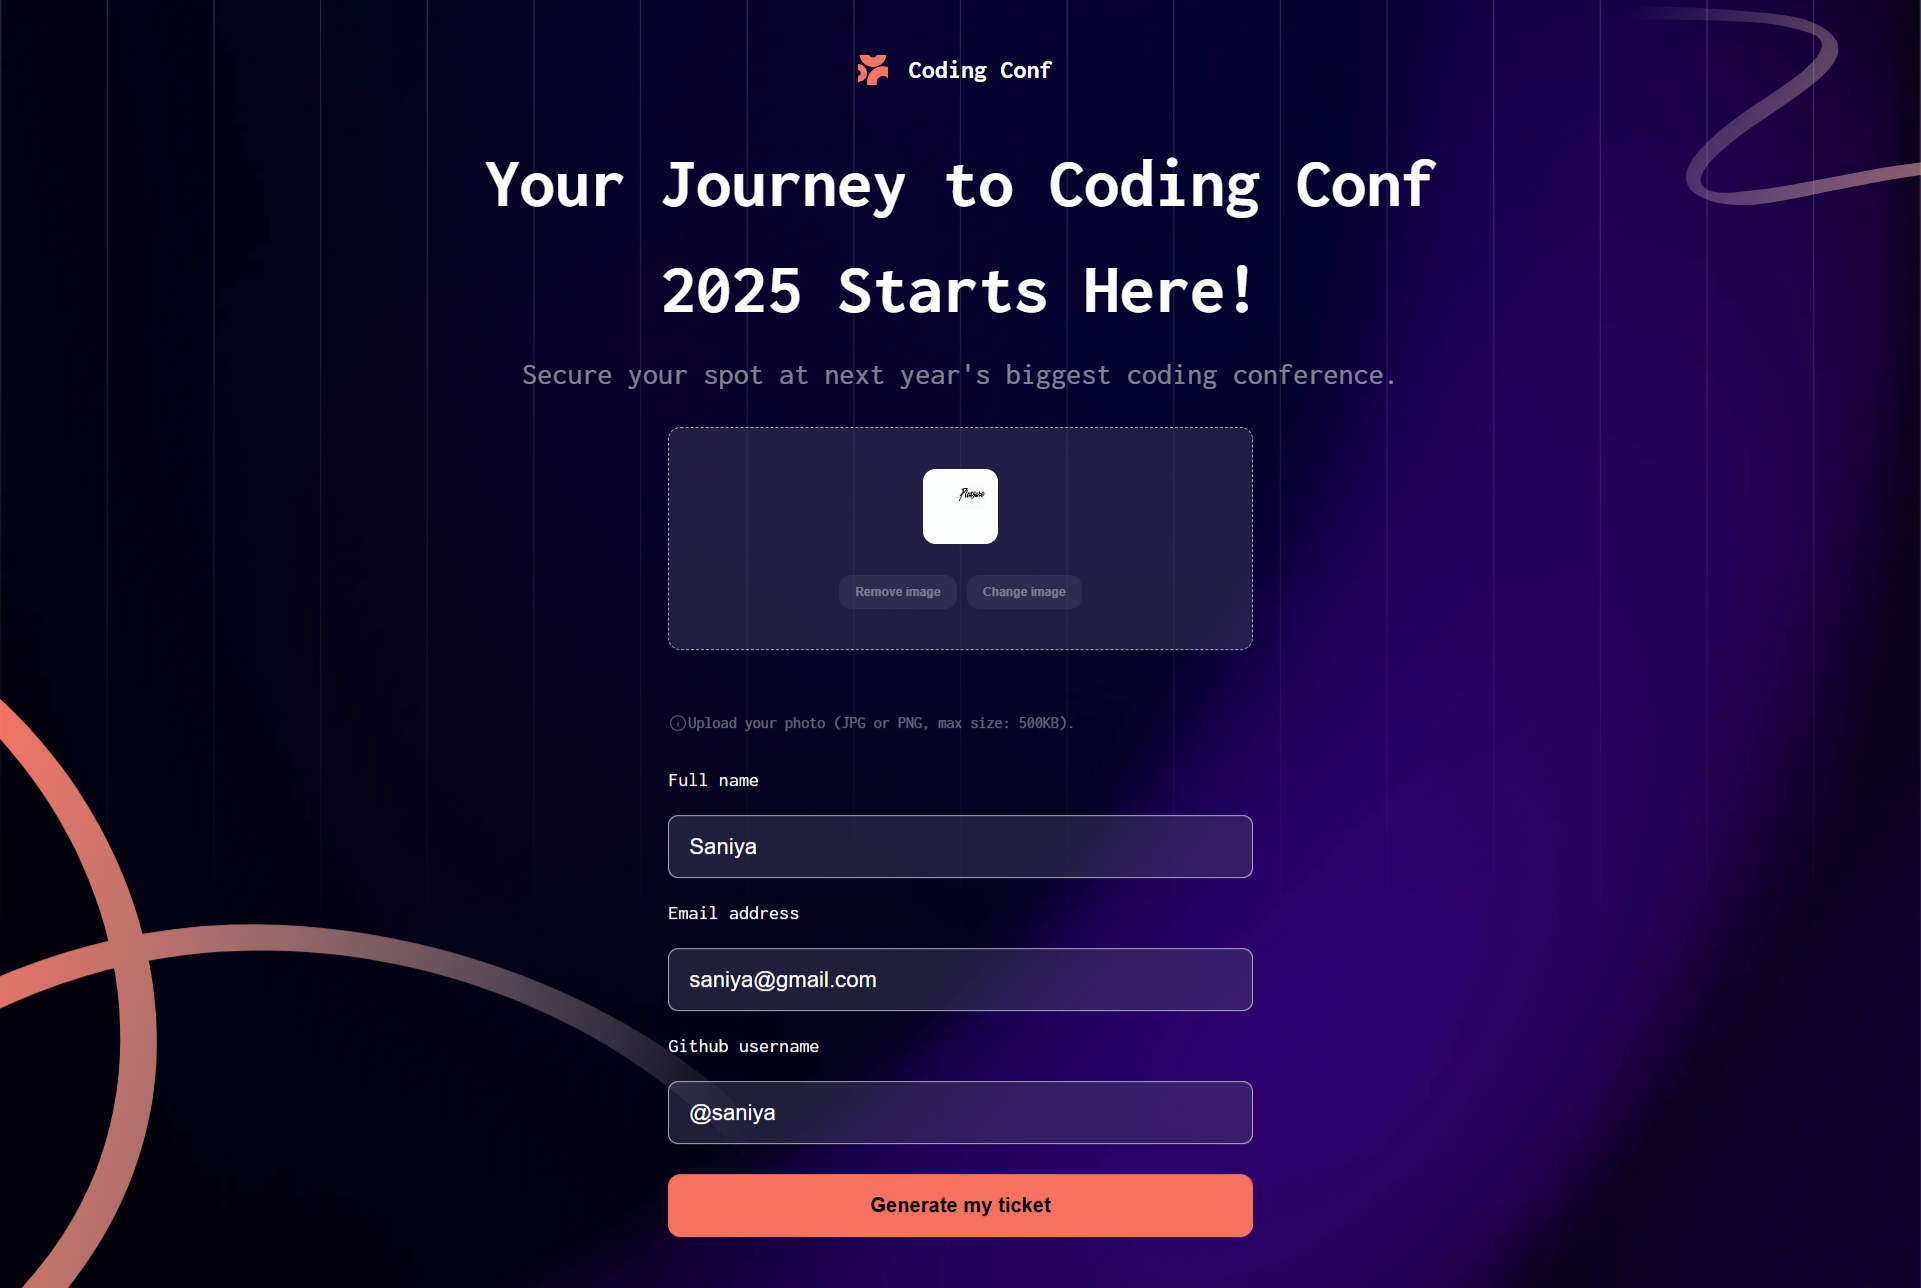 Coding Conf
Your Journey to Coding Conf
2025 Starts Here!
Secure your spot at next year's biggest coding conference.
Pleasure
Remove image
Change image
Upload your photo (JPG or PNG, max size: 500KB).
Full name
Saniya
Email address
saniya@gmail.com
Github username
@saniya
Generate my ticket